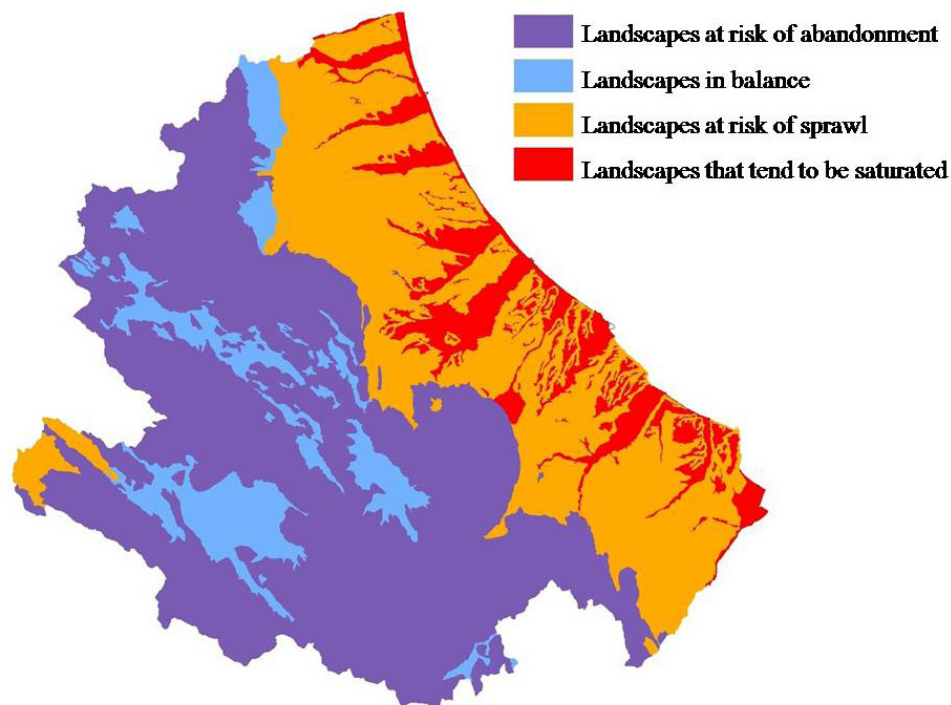 Landscapes at risk of abandonment
Landscapes in balance
Landscapes at risk of sprawl
Landscapes that tend to be saturated